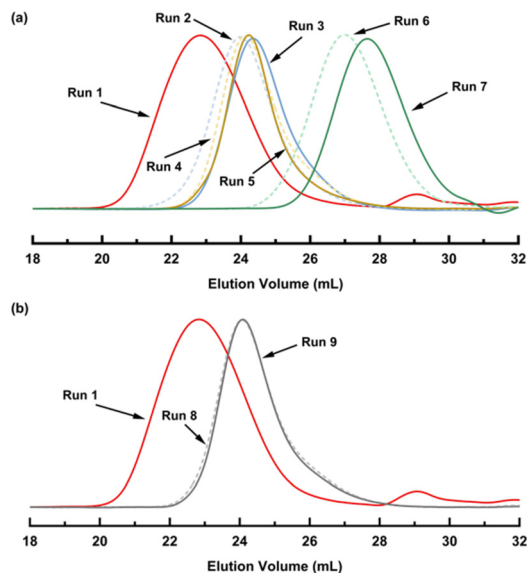 (a)
Run 2
Run 3
Run 6
Run 1
Run 7
Run 4
Run 5
18 20 22 24 26 28 30 32
Elution Volume (mL)
(b)
Run 9
Run 1
Run 8
18 20 22 24 26 28 30 32
Elution Volume (mL)